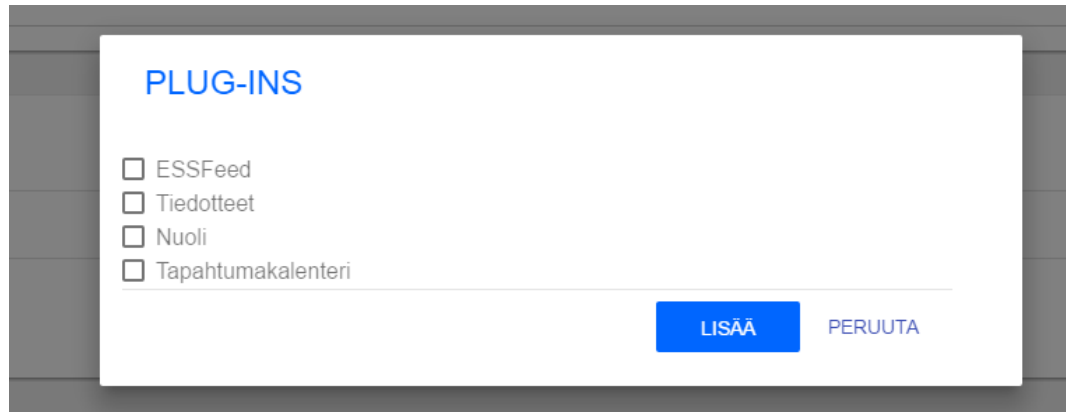 PLUG-INS
ESSFeed
Tiedotteet
Nuoli
Tapahtumakalenteri
LISÄÄ PERUUTA